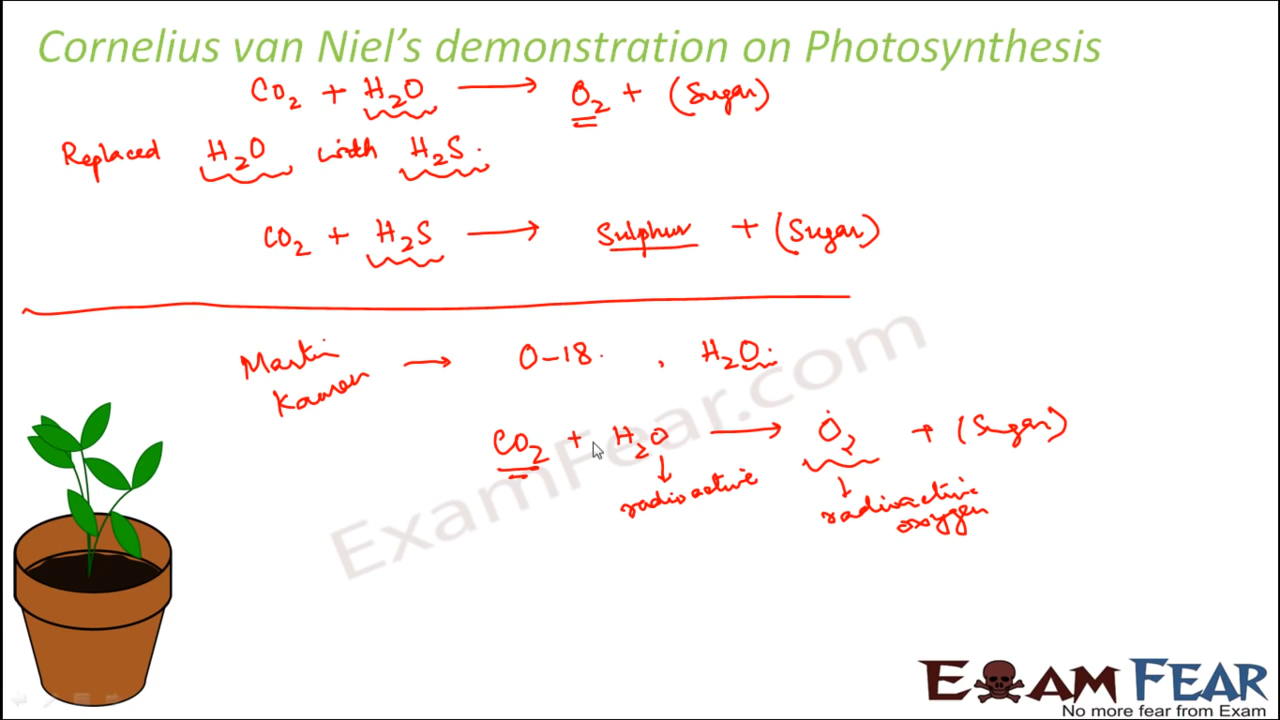 Cornelius van Niel's demonstration on Photosynthesis
CO2 + H2O → O2 + (Sugar)
Replaced H2O with H2S.
CO2 + H2S → Sulphur + (Sugar)
Martin → O-18. , H2O
Kamen
CO2 + H2O → O2 + (Sugar)
radioactive radioactive
oxygen
ExamFear.com
EXAM FEAR
No more fear from Exam